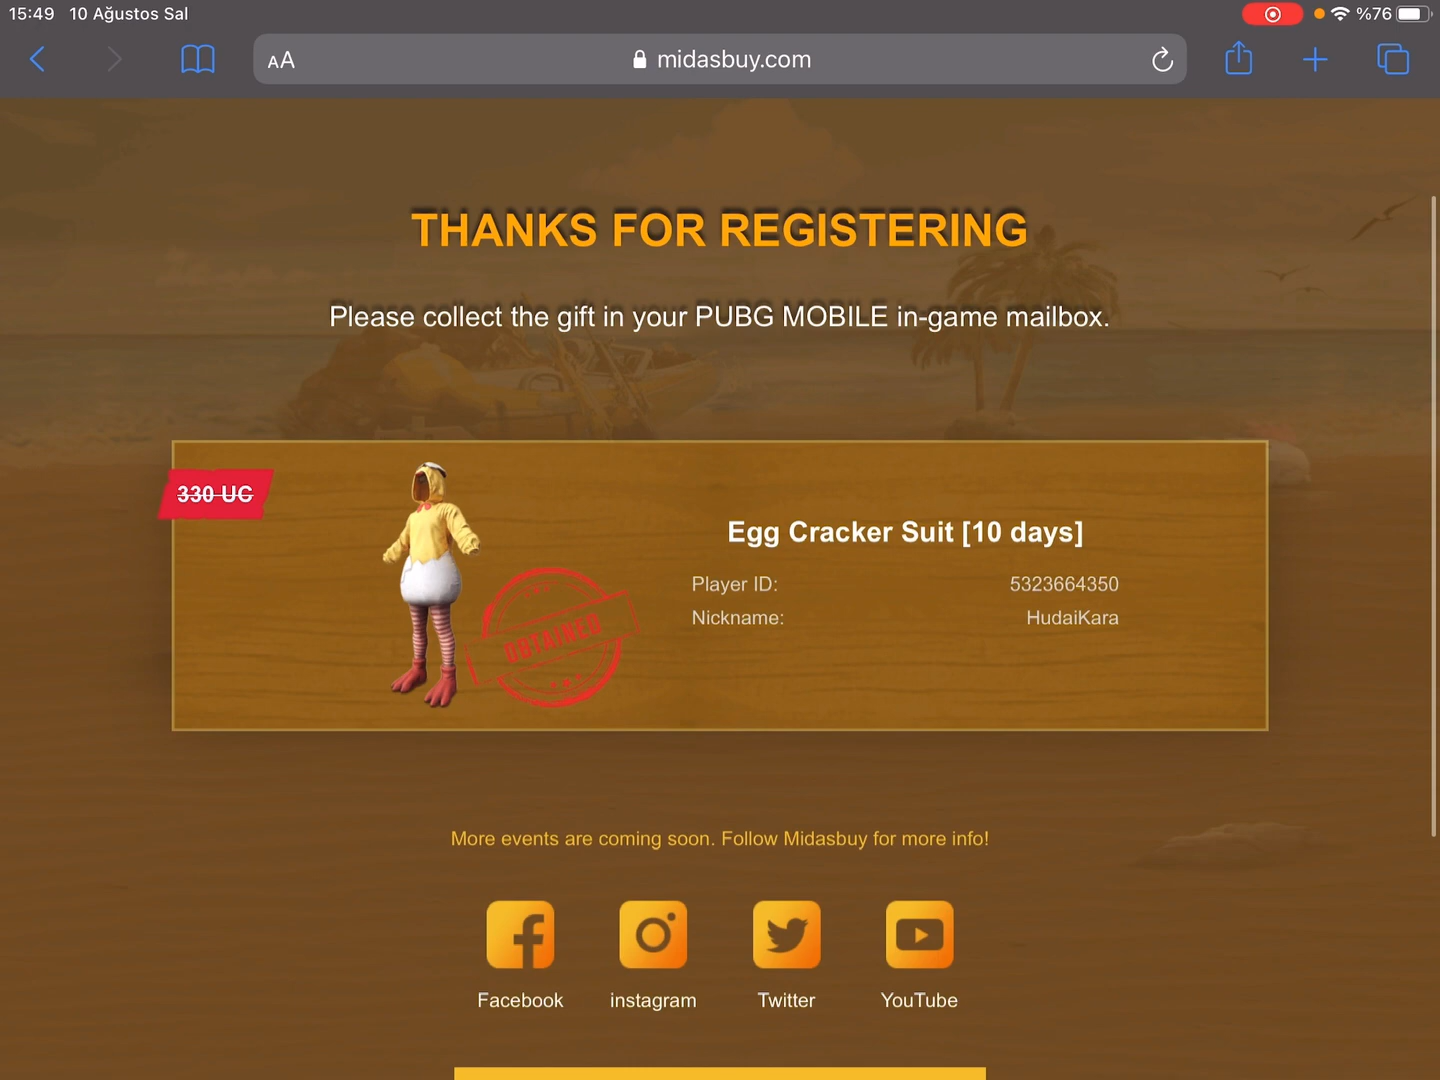 15:49 10 Ağustos Sal
%76
AA
midasbuy.com
THANKS FOR REGISTERING
Please collect the gift in your PUBG MOBILE in-game mailbox.
330 UC
Egg Cracker Suit [10 days]
Player ID: 5323664350
Nickname: HudaiKara
OBTAINED
More events are coming soon. Follow Midasbuy for more info!
Facebook instagram Twitter YouTube